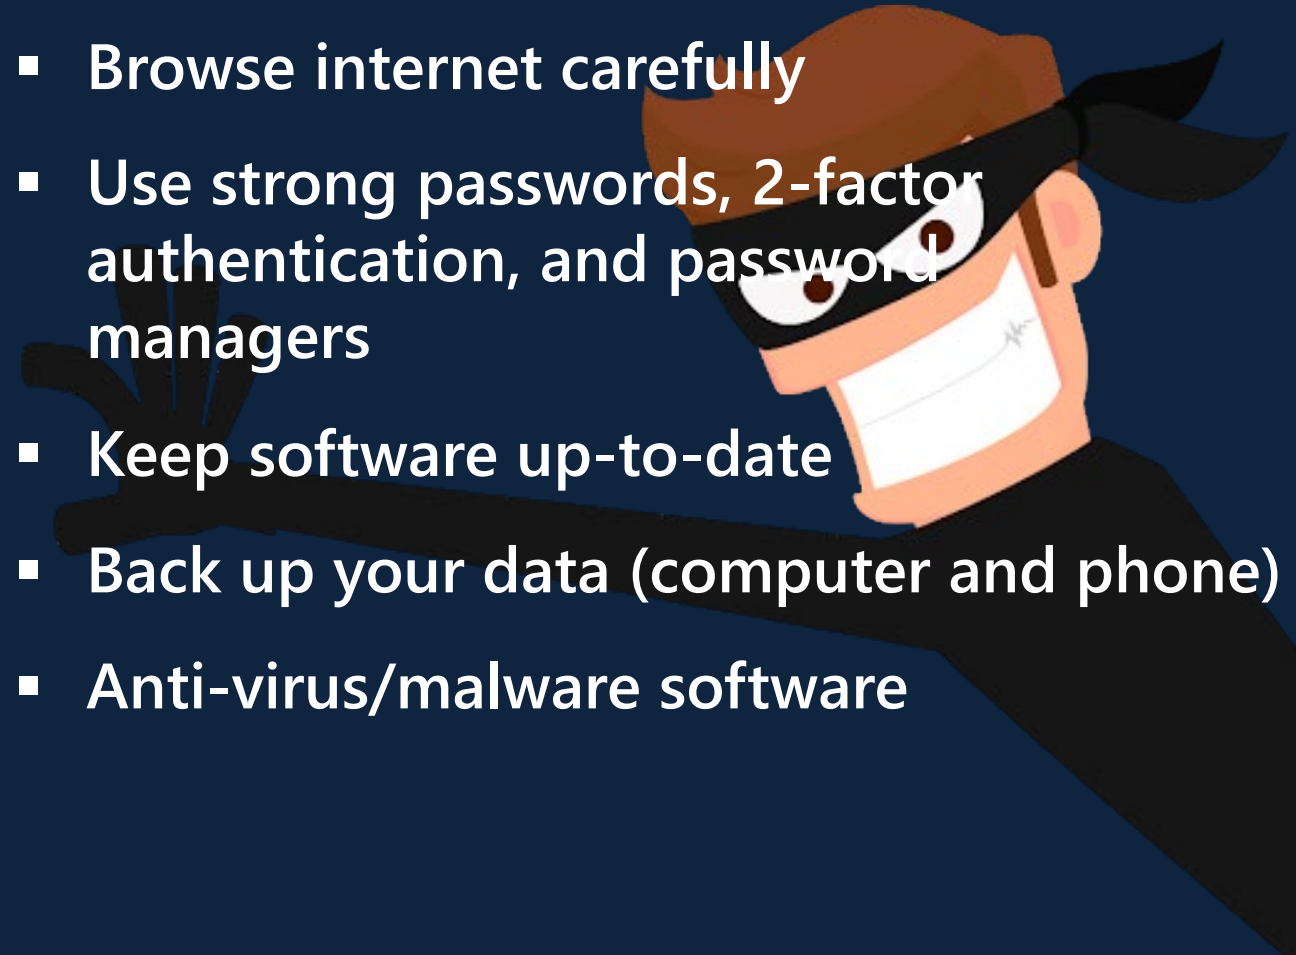 ▪ Browse internet carefully
▪ Use strong passwords, 2-factor
authentication, and password
managers
▪ Keep software up-to-date
▪ Back up your data (computer and phone)
▪ Anti-virus/malware software